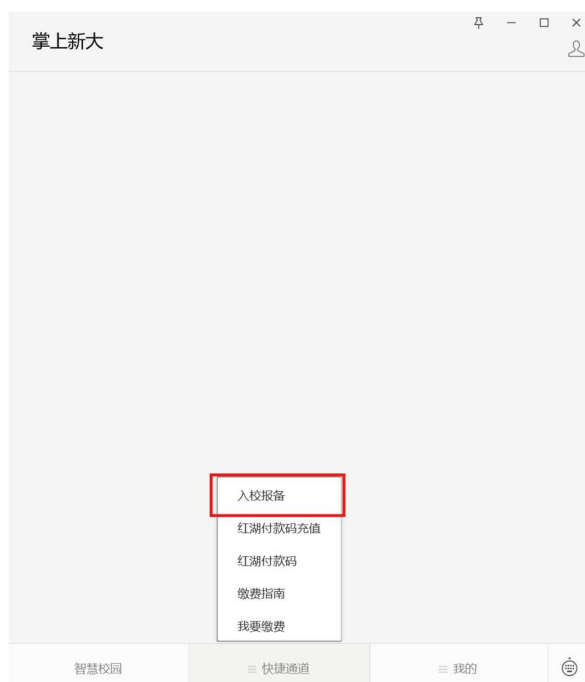 掌上新大
入校报备
红湖付款码充值
红湖付款码
缴费指南
我要缴费
智慧校园
快捷通道
我的